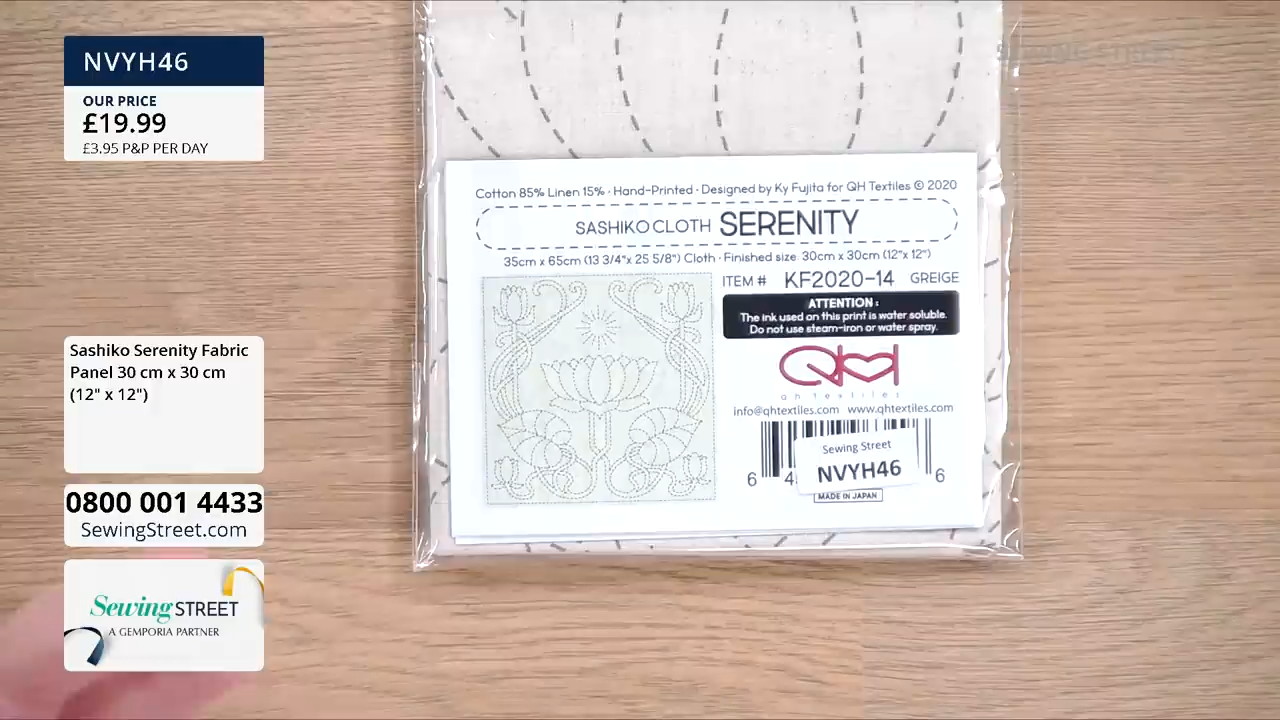 NVYH46
OUR PRICE
£19.99
£3.95 P&P PER DAY
Sashiko Serenity Fabric
Panel 30 cm x 30 cm
(12" x 12")
0800 001 4433
SewingStreet.com
Sewing STREET
A GEMPORIA PARTNER
SEWING STREET
Cotton 85% Linen 15% · Hand-Printed · Designed by Ky Fujita for QH Textiles © 2020
SASHIKO CLOTH SERENITY
35cm x 65cm (13 3/4"x 25 5/8") Cloth · Finished size 30cm x 30cm (12"x 12")
ITEM # KF2020-14 GREIGE
ATTENTION :
The ink used on this print is water soluble.
Do not use steam-iron or water spray.
QH
qh textiles
info@qhtextiles.com www.qhtextiles.com
Sewing Street
NVYH46
6 4 6
MADE IN JAPAN